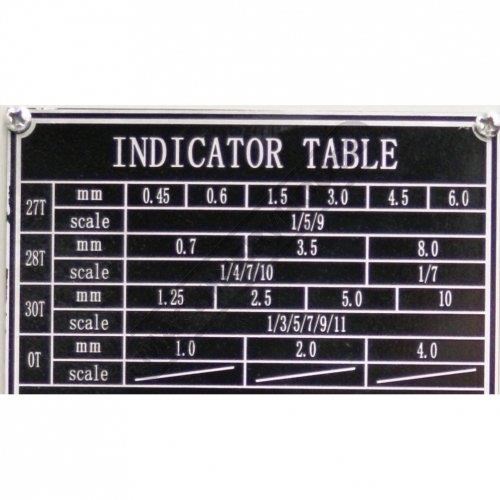 INDICATOR TABLE
27T mm 0.45 0.6 1.5 3.0 4.5 6.0
scale 1/5/9
28T mm 0.7 3.5 8.0
scale 1/4/7/10 1/7
30T mm 1.25 2.5 5.0 10
scale 1/3/5/7/9/11
0T mm 1.0 2.0 4.0
scale